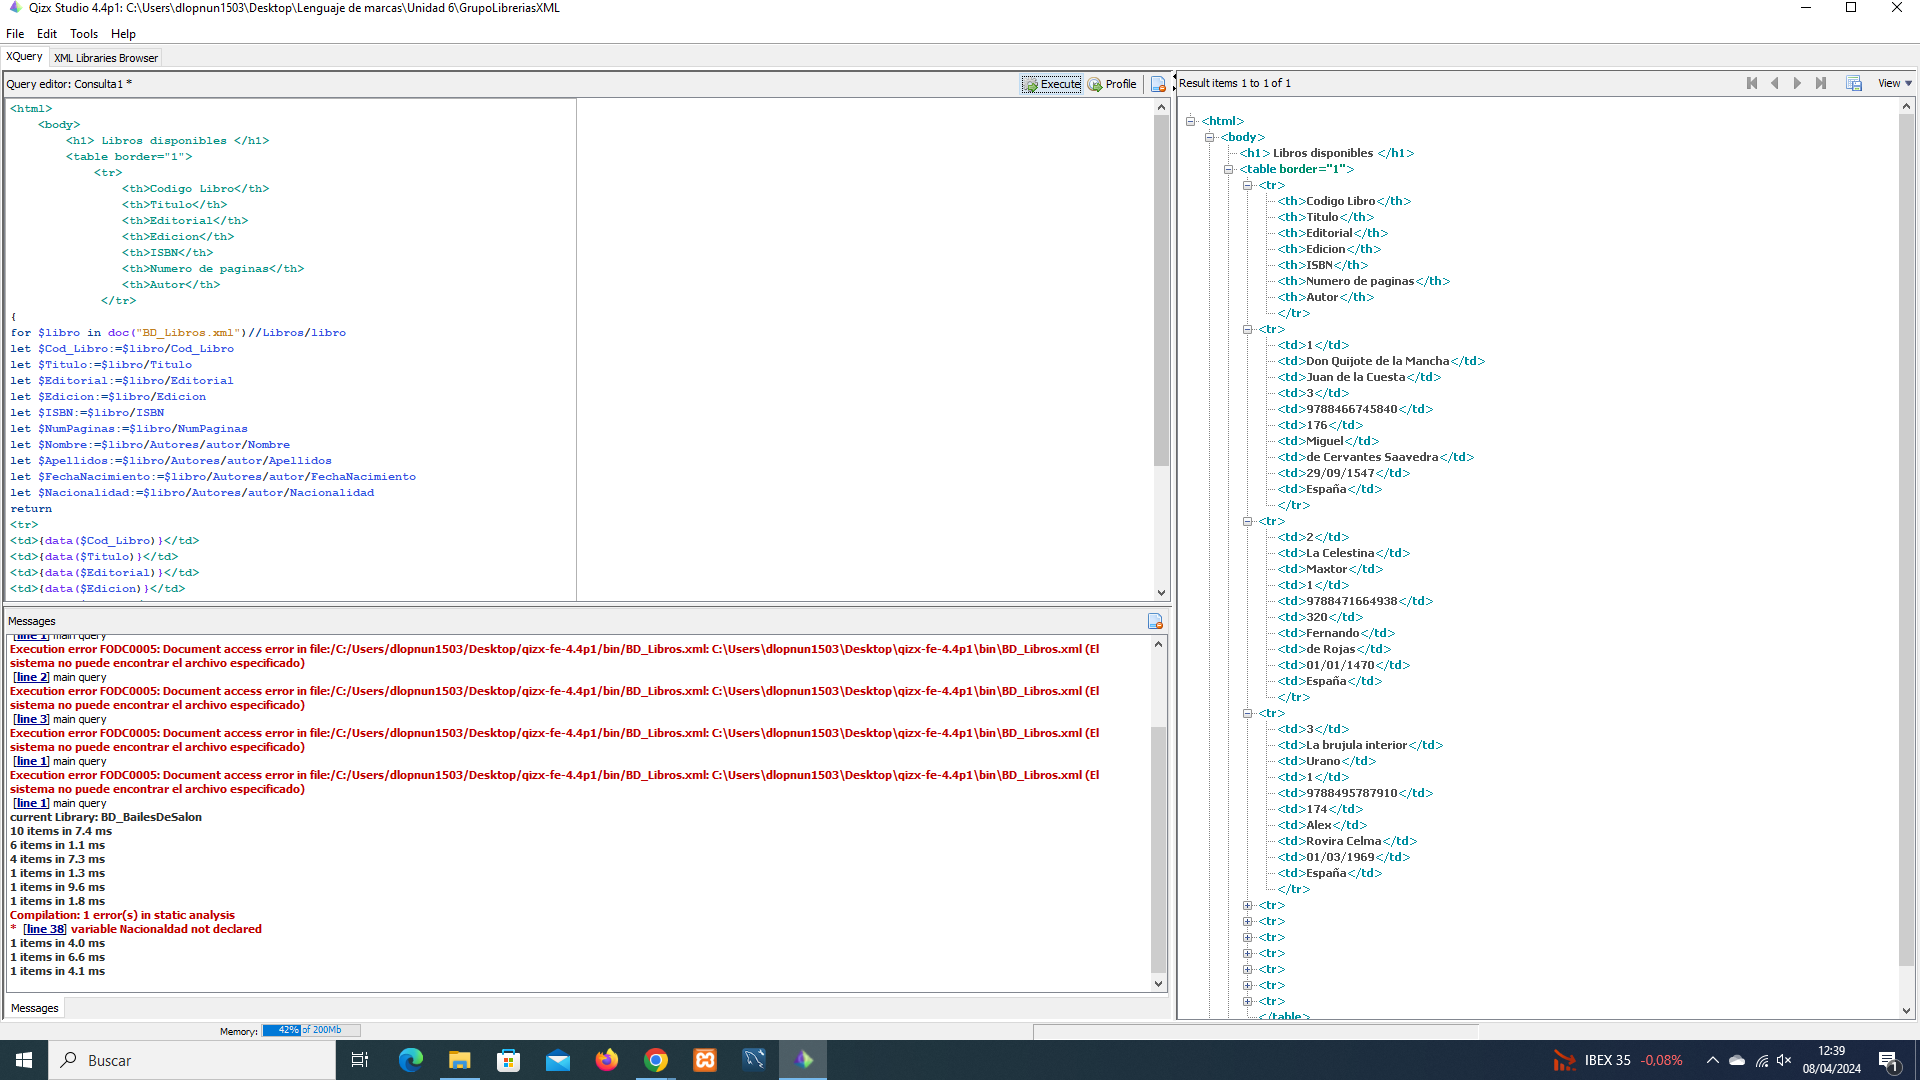 Qizx Studio 4.4p1: C:\Users\dlopnun1503\Desktop\Lenguaje de marcas\Unidad 6\GrupoLibreriasXML
File Edit Tools Help
XQuery XML Libraries Browser
Query editor: Consulta1 * Execute Profile
<html>
<body>
<h1> Libros disponibles </h1>
<table border="1">
<tr>
<th>Codigo Libro</th>
<th>Titulo</th>
<th>Editorial</th>
<th>Edicion</th>
<th>ISBN</th>
<th>Numero de paginas</th>
<th>Autor</th>
</tr>
{
for $libro in doc("BD_Libros.xml")//Libros/libro
let $Cod_Libro:=$libro/Cod_Libro
let $Titulo:=$libro/Titulo
let $Editorial:=$libro/Editorial
let $Edicion:=$libro/Edicion
let $ISBN:=$libro/ISBN
let $NumPaginas:=$libro/NumPaginas
let $Nombre:=$libro/Autores/autor/Nombre
let $Apellidos:=$libro/Autores/autor/Apellidos
let $FechaNacimiento:=$libro/Autores/autor/FechaNacimiento
let $Nacionalidad:=$libro/Autores/autor/Nacionalidad
return
<tr>
<td>{data($Cod_Libro)}</td>
<td>{data($Titulo)}</td>
<td>{data($Editorial)}</td>
<td>{data($Edicion)}</td>
Messages
[line 1] main query
Execution error FODC0005: Document access error in file:/C:/Users/dlopnun1503/Desktop/qizx-fe-4.4p1/bin/BD_Libros.xml: C:\Users\dlopnun1503\Desktop\qizx-fe-4.4p1\bin\BD_Libros.xml (El
sistema no puede encontrar el archivo especificado)
[line 2] main query
Execution error FODC0005: Document access error in file:/C:/Users/dlopnun1503/Desktop/qizx-fe-4.4p1/bin/BD_Libros.xml: C:\Users\dlopnun1503\Desktop\qizx-fe-4.4p1\bin\BD_Libros.xml (El
sistema no puede encontrar el archivo especificado)
[line 3] main query
Execution error FODC0005: Document access error in file:/C:/Users/dlopnun1503/Desktop/qizx-fe-4.4p1/bin/BD_Libros.xml: C:\Users\dlopnun1503\Desktop\qizx-fe-4.4p1\bin\BD_Libros.xml (El
sistema no puede encontrar el archivo especificado)
[line 1] main query
Execution error FODC0005: Document access error in file:/C:/Users/dlopnun1503/Desktop/qizx-fe-4.4p1/bin/BD_Libros.xml: C:\Users\dlopnun1503\Desktop\qizx-fe-4.4p1\bin\BD_Libros.xml (El
sistema no puede encontrar el archivo especificado)
[line 1] main query
current Library: BD_BailesDeSalon
10 items in 7.4 ms
6 items in 1.1 ms
4 items in 7.3 ms
1 items in 1.3 ms
1 items in 9.6 ms
1 items in 1.8 ms
Compilation: 1 error(s) in static analysis
* [line 38] variable Nacionaldad not declared
1 items in 4.0 ms
1 items in 6.6 ms
1 items in 4.1 ms
Messages
Memory: 42% of 200Mb
Result items 1 to 1 of 1 View
<html>
<body>
<h1> Libros disponibles </h1>
<table border="1">
<tr>
<th>Codigo Libro</th>
<th>Titulo</th>
<th>Editorial</th>
<th>Edicion</th>
<th>ISBN</th>
<th>Numero de paginas</th>
<th>Autor</th>
</tr>
<tr>
<td>1</td>
<td>Don Quijote de la Mancha</td>
<td>Juan de la Cuesta</td>
<td>3</td>
<td>9788466745840</td>
<td>176</td>
<td>Miguel</td>
<td>de Cervantes Saavedra</td>
<td>29/09/1547</td>
<td>España</td>
</tr>
<tr>
<td>2</td>
<td>La Celestina</td>
<td>Maxtor</td>
<td>1</td>
<td>9788471664938</td>
<td>320</td>
<td>Fernando</td>
<td>de Rojas</td>
<td>01/01/1470</td>
<td>España</td>
</tr>
<tr>
<td>3</td>
<td>La brujula interior</td>
<td>Urano</td>
<td>1</td>
<td>9788495787910</td>
<td>174</td>
<td>Alex</td>
<td>Rovira Celma</td>
<td>01/03/1969</td>
<td>España</td>
</tr>
<tr>
<tr>
<tr>
<tr>
<tr>
<tr>
<tr>
</table>
Buscar
IBEX 35 -0,08%
12:39
08/04/2024
1